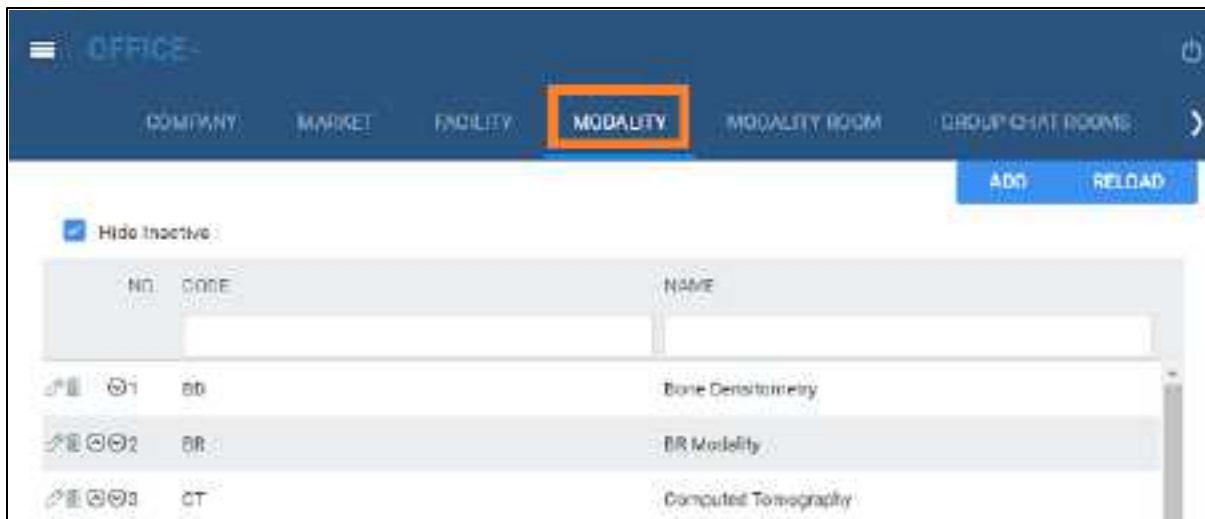 OFFICE-
COMPANY MARKET FACILITY MODALITY MODALITY ROOM GROUP CHAT ROOMS
ADD RELOAD
Hide Inactive
NO. CODE NAME
1 BD Bone Densitometry
2 BR BR Modality
3 CT Computed Tomography